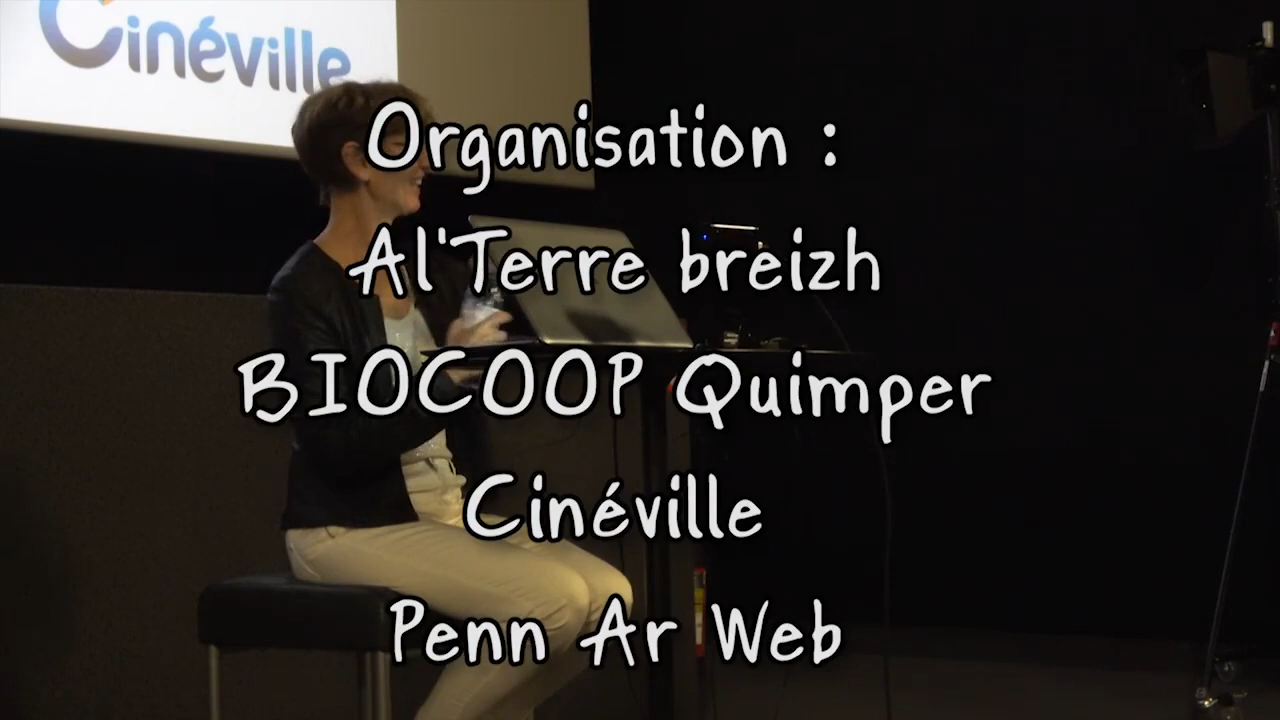 Cinéville
Organisation :
Al'Terre breizh
BIOCOOP Quimper
Cinéville
Penn Ar Web